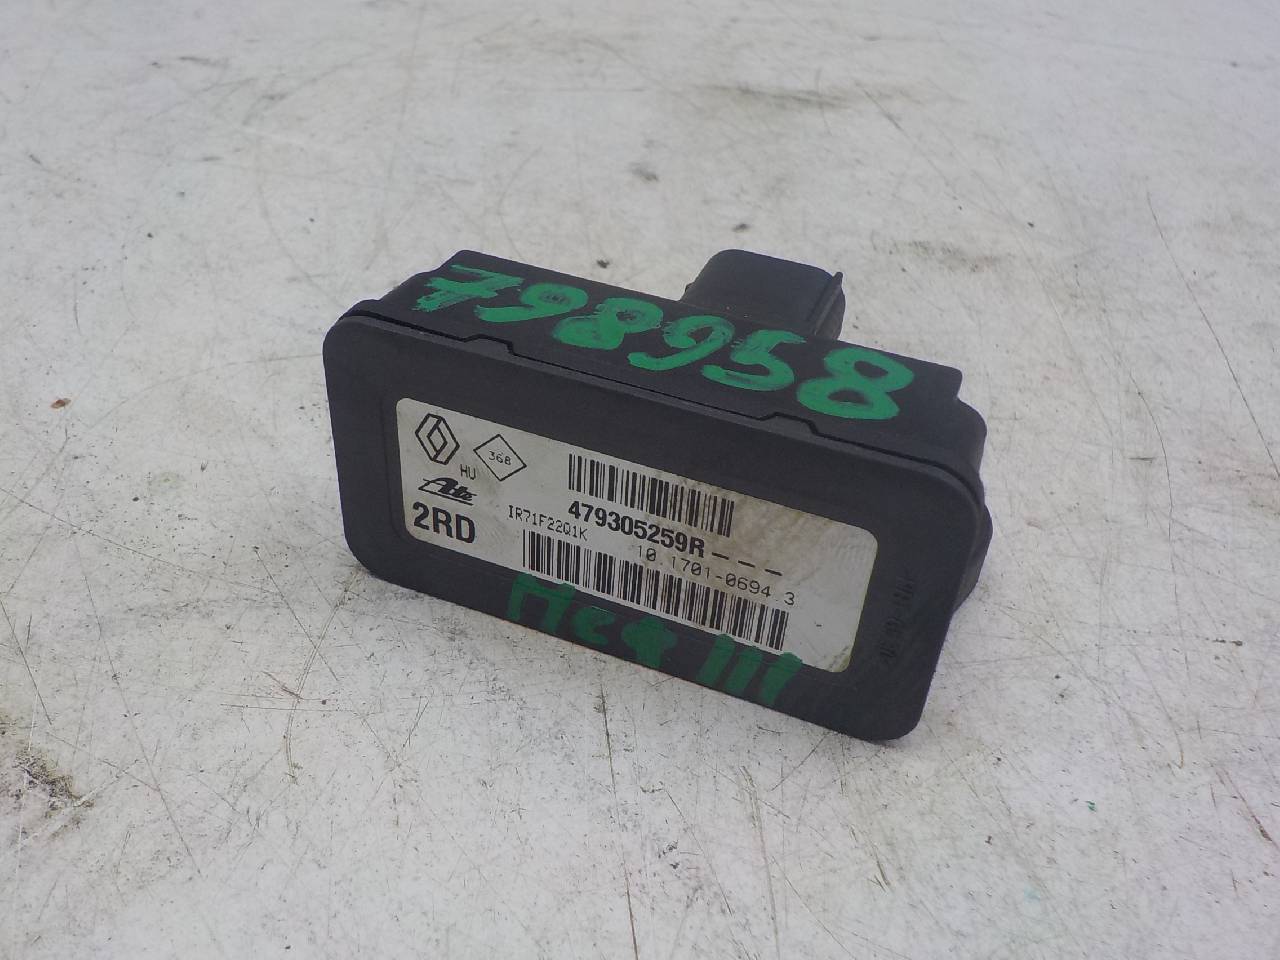 798958
HU
368
Ate
2RD
IR71F22Q1K
479305259R---
10.1701-0694.3